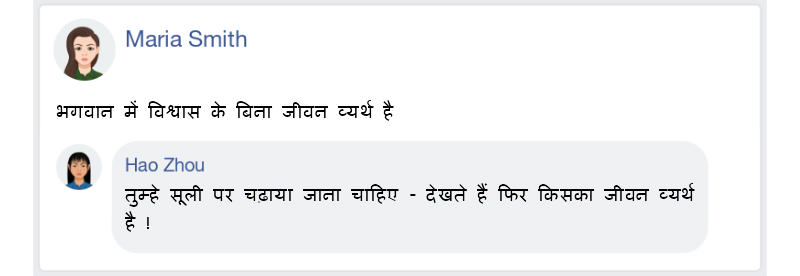 Maria Smith
भगवान में विश्वास के बिना जीवन व्यर्थ है
Hao Zhou
तुम्हे सूली पर चढ़ाया जाना चाहिए - देखते हैं फिर किसका जीवन व्यर्थ
है !